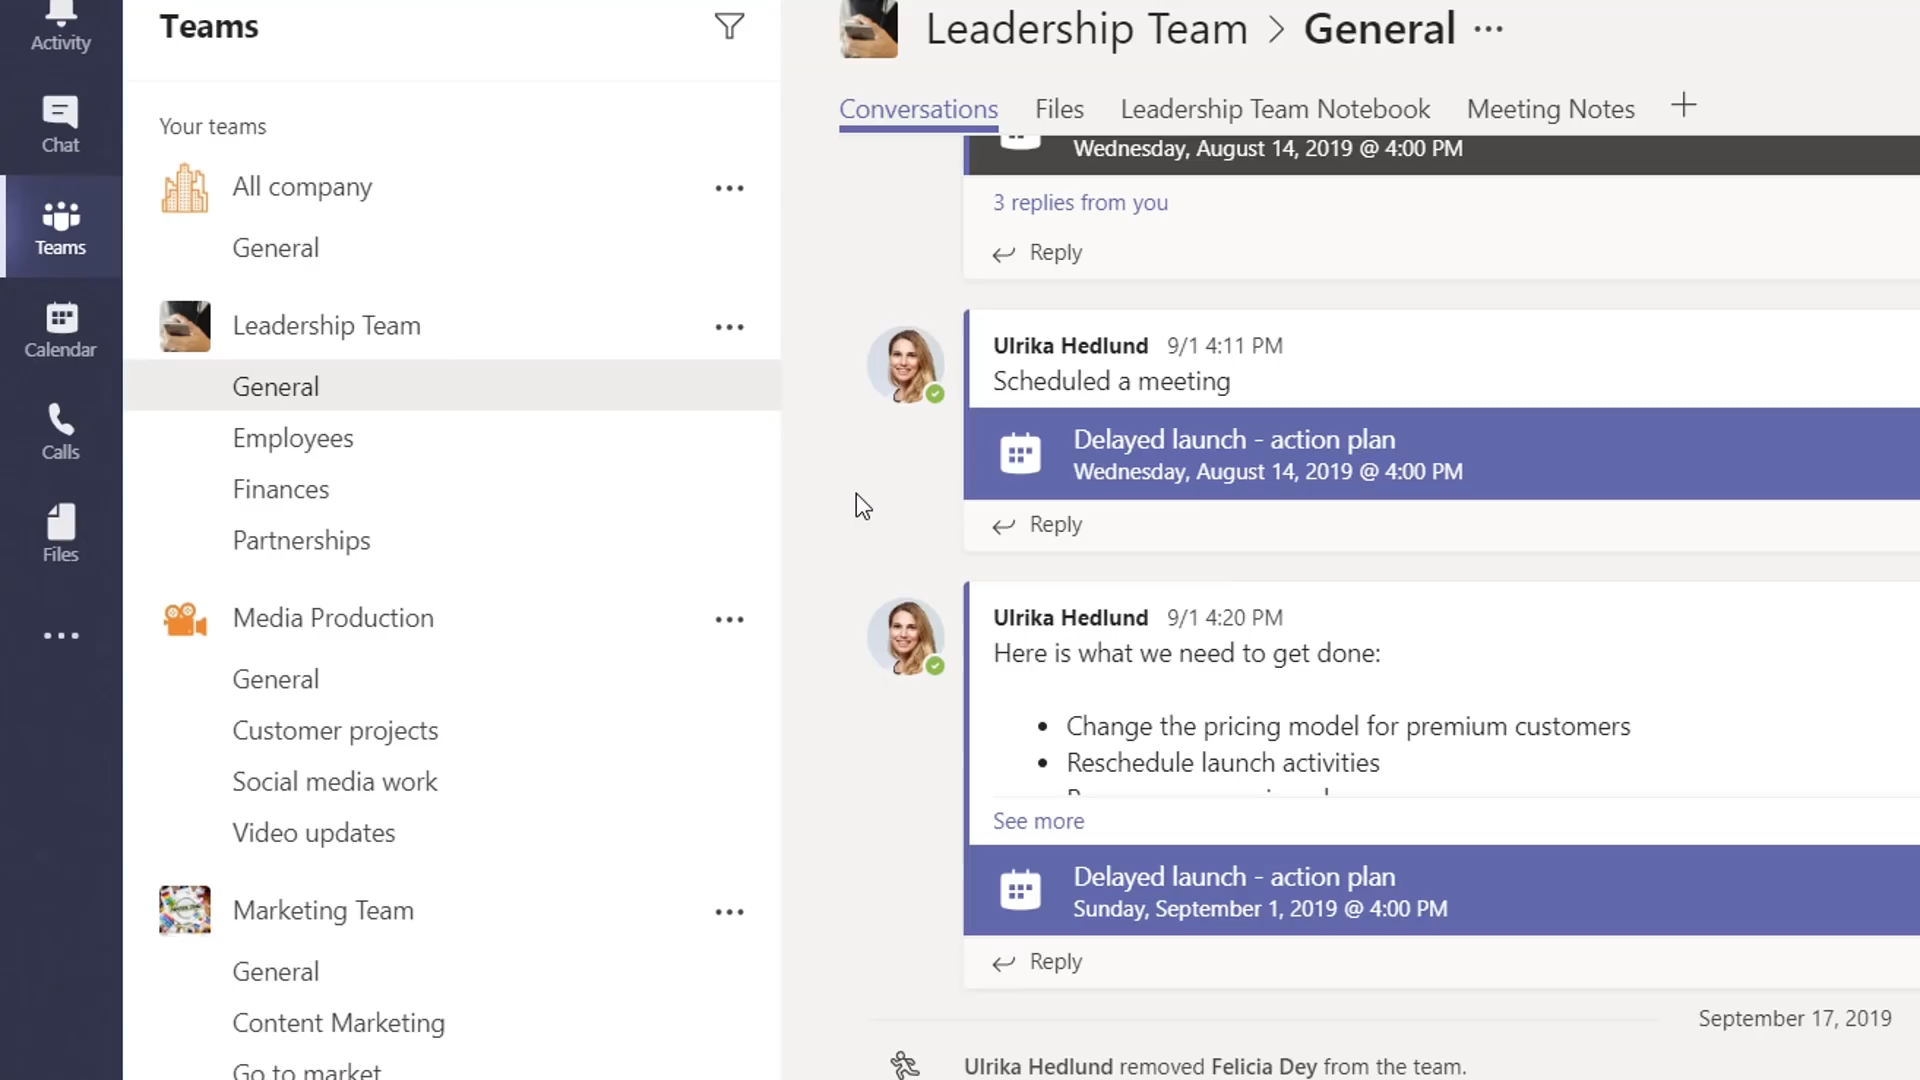 Activity
Chat
Teams
Calendar
Calls
Files
Teams
Your teams
All company
General
Leadership Team
General
Employees
Finances
Partnerships
Media Production
General
Customer projects
Social media work
Video updates
Marketing Team
General
Content Marketing
Go to market
Leadership Team > General ...
Conversations Files Leadership Team Notebook Meeting Notes +
Wednesday, August 14, 2019 @ 4:00 PM
3 replies from you
Reply
Ulrika Hedlund 9/1 4:11 PM
Scheduled a meeting
Delayed launch - action plan
Wednesday, August 14, 2019 @ 4:00 PM
Reply
Ulrika Hedlund 9/1 4:20 PM
Here is what we need to get done:
• Change the pricing model for premium customers
• Reschedule launch activities
See more
Delayed launch - action plan
Sunday, September 1, 2019 @ 4:00 PM
Reply
September 17, 2019
Ulrika Hedlund removed Felicia Dey from the team.